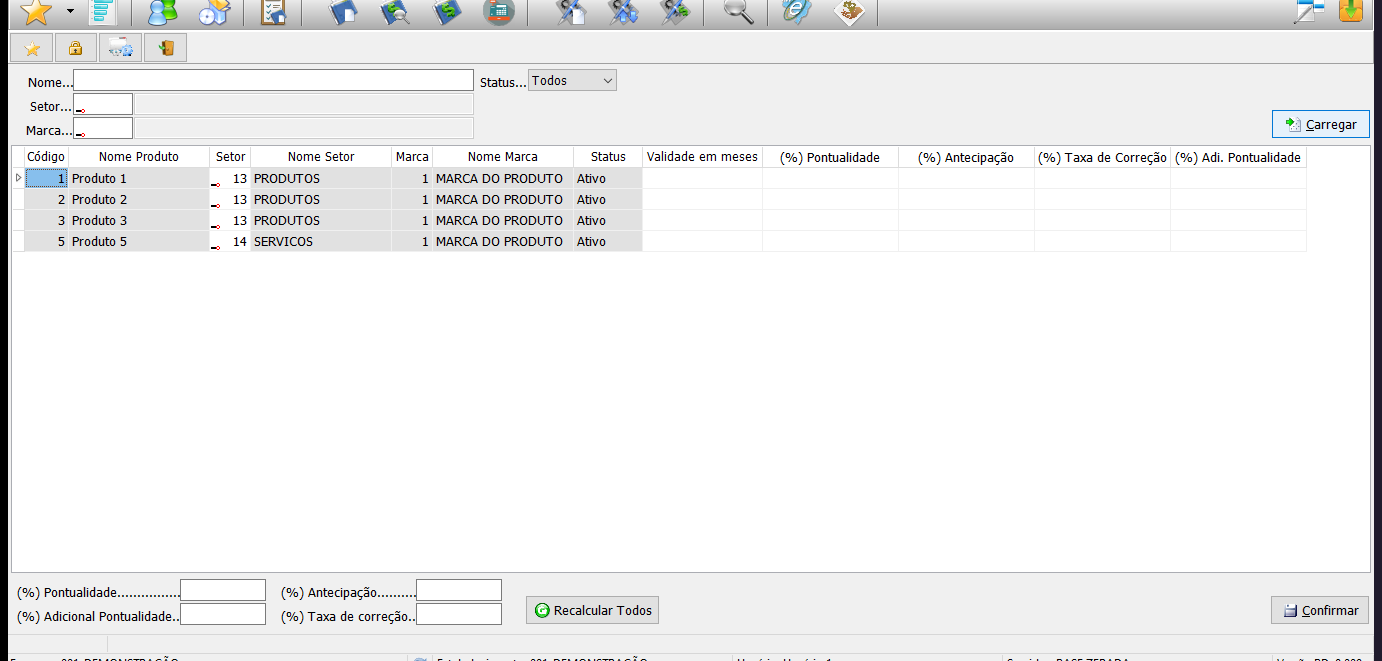 Nome...
Status... Todos
Setor...
Marca...
Carregar
Código Nome Produto Setor Nome Setor Marca Nome Marca Status Validade em meses (%) Pontualidade (%) Antecipação (%) Taxa de Correção (%) Adi. Pontualidade
1 Produto 1 13 PRODUTOS 1 MARCA DO PRODUTO Ativo
2 Produto 2 13 PRODUTOS 1 MARCA DO PRODUTO Ativo
3 Produto 3 13 PRODUTOS 1 MARCA DO PRODUTO Ativo
5 Produto 5 14 SERVICOS 1 MARCA DO PRODUTO Ativo
(%) Pontualidade............... (%) Antecipação.........
(%) Adicional Pontualidade.. (%) Taxa de correção..
Recalcular Todos
Confirmar